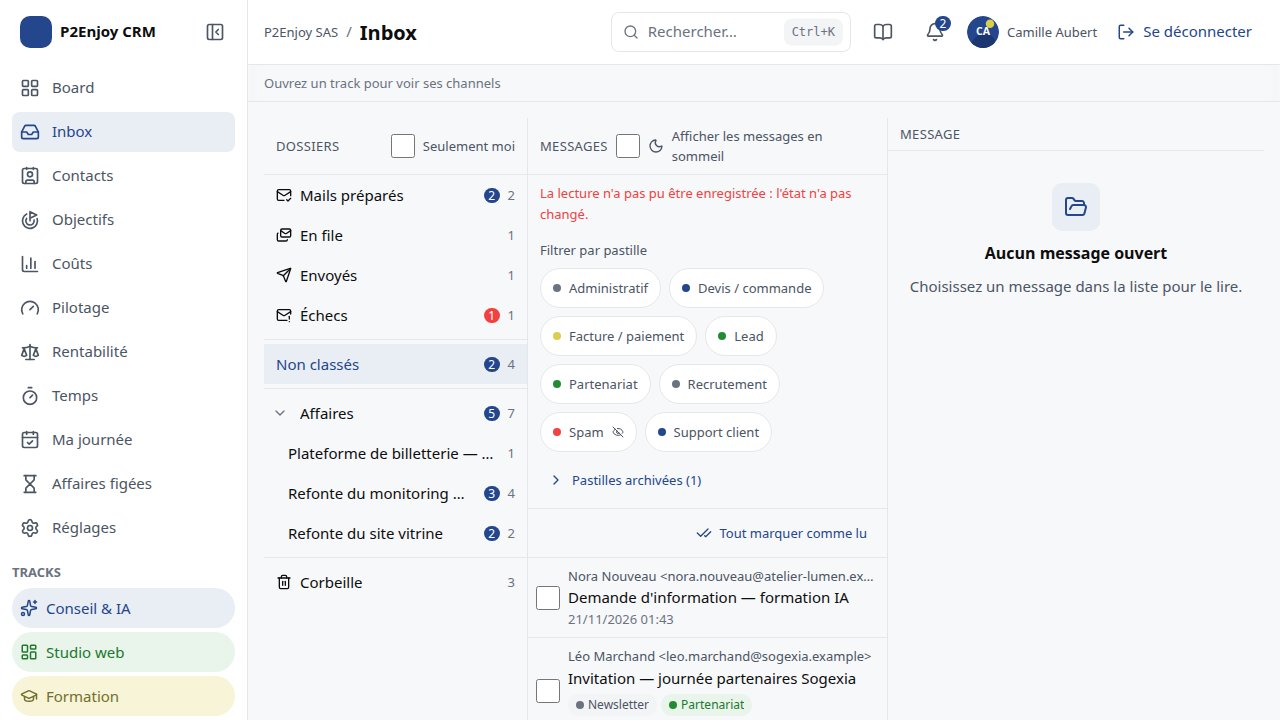 P2Enjoy CRM
Board
Inbox
Contacts
Objectifs
Coûts
Pilotage
Rentabilité
Temps
Ma journée
Affaires figées
Réglages
TRACKS
Conseil & IA
Studio web
Formation
P2Enjoy SAS / Inbox
Rechercher... Ctrl+K
2
CA Camille Aubert
Se déconnecter
Ouvrez un track pour voir ses channels
DOSSIERS Seulement moi
Mails préparés 2 2
En file 1
Envoyés 1
Échecs 1 1
Non classés 2 4
Affaires 5 7
Plateforme de billetterie — ... 1
Refonte du monitoring ... 3 4
Refonte du site vitrine 2 2
Corbeille 3
MESSAGES Afficher les messages en
sommeil
La lecture n'a pas pu être enregistrée : l'état n'a pas
changé.
Filtrer par pastille
Administratif Devis / commande
Facture / paiement Lead
Partenariat Recrutement
Spam Support client
Pastilles archivées (1)
Tout marquer comme lu
Nora Nouveau <nora.nouveau@atelier-lumen.ex...
Demande d'information — formation IA
21/11/2026 01:43
Léo Marchand <leo.marchand@sogexia.example>
Invitation — journée partenaires Sogexia
Newsletter Partenariat
MESSAGE
Aucun message ouvert
Choisissez un message dans la liste pour le lire.